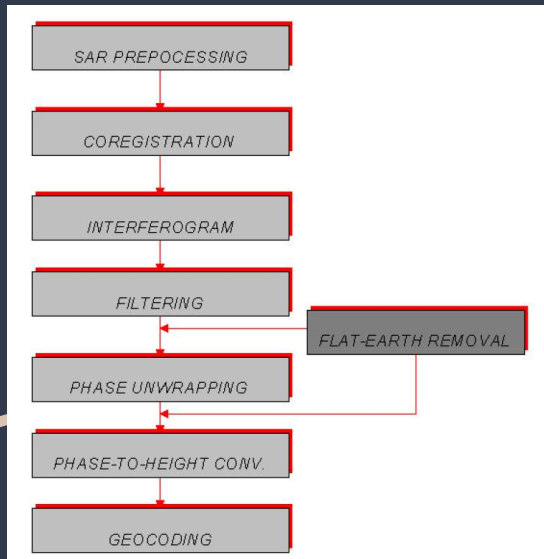 SAR PREPOCESSING
COREGISTRATION
INTERFEROGRAM
FILTERING
FLAT-EARTH REMOVAL
PHASE UNWRAPPING
PHASE-TO-HEIGHT CONV.
GEOCODING